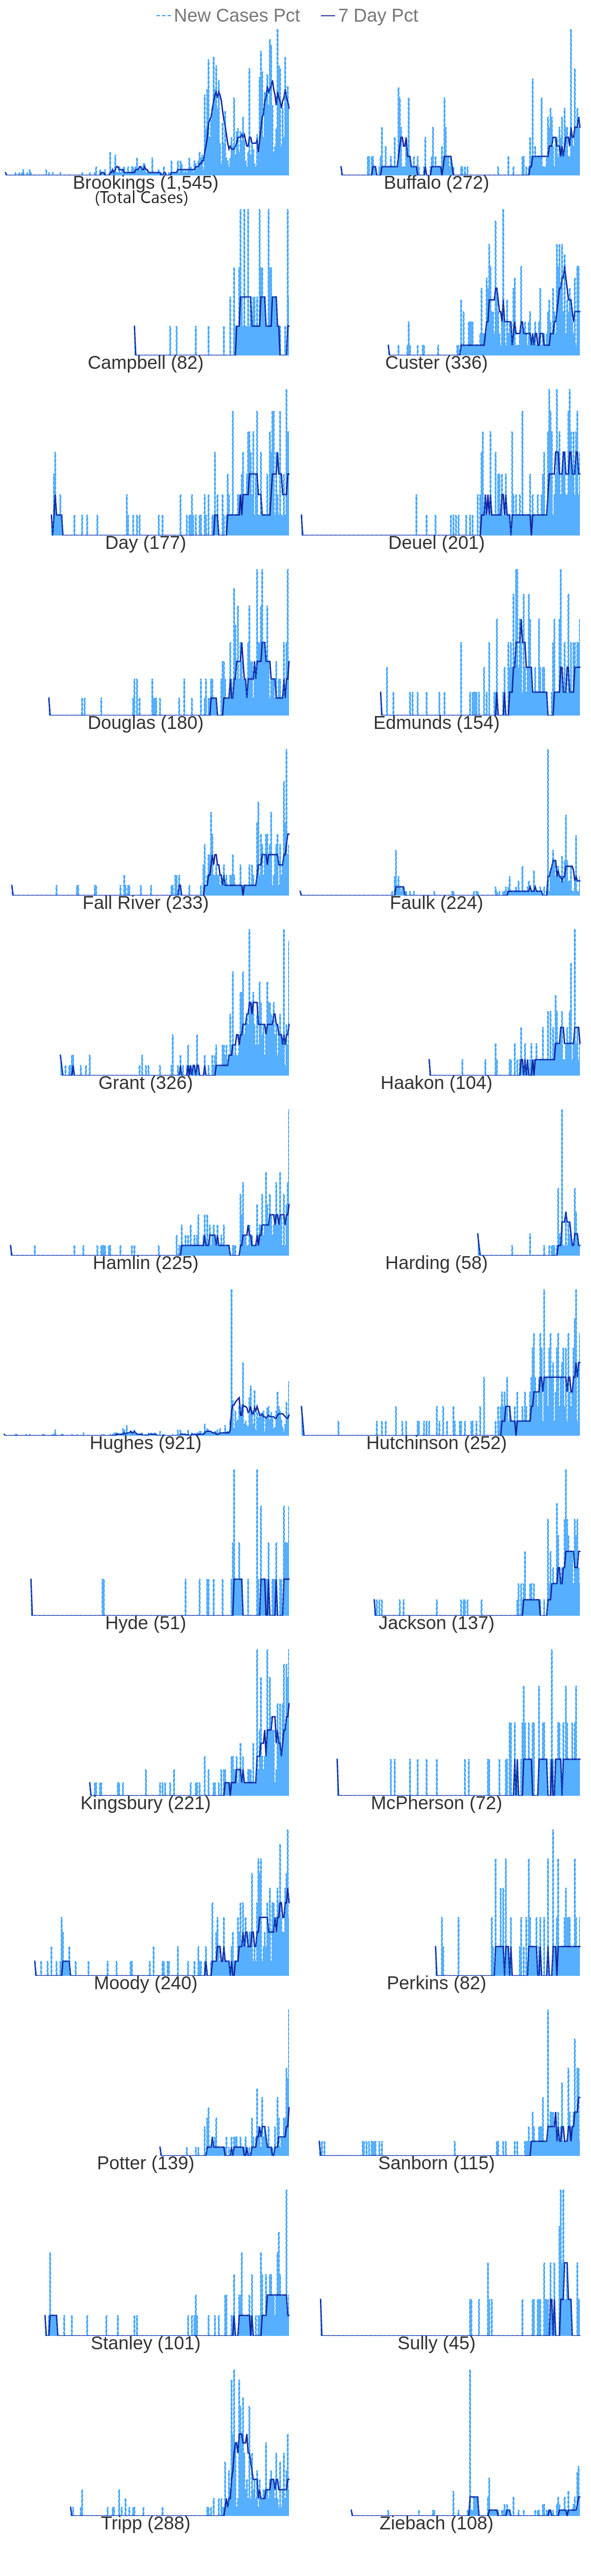 New Cases Pct 7 Day Pct
Brookings (1,545) Buffalo (272)
(Total Cases)
Campbell (82) Custer (336)
Day (177) Deuel (201)
Douglas (180) Edmunds (154)
Fall River (233) Faulk (224)
Grant (326) Haakon (104)
Hamlin (225) Harding (58)
Hughes (921) Hutchinson (252)
Hyde (51) Jackson (137)
Kingsbury (221) McPherson (72)
Moody (240) Perkins (82)
Potter (139) Sanborn (115)
Stanley (101) Sully (45)
Tripp (288) Ziebach (108)